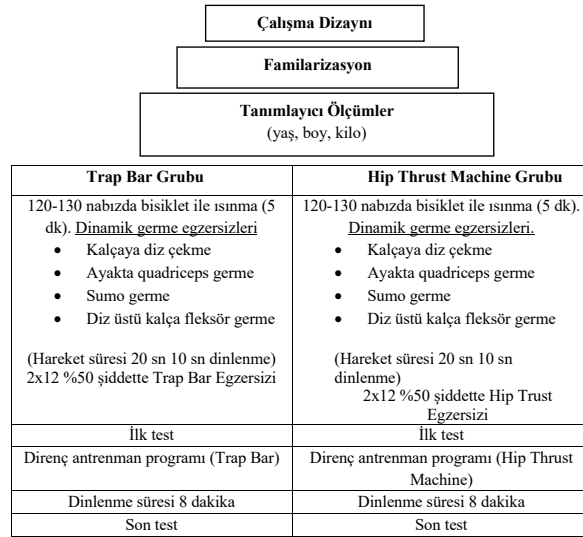 Çalışma Dizaynı
Familarizasyon
Tanımlayıcı Ölçümler
(yaş, boy, kilo)
Trap Bar Grubu
120-130 nabızda bisiklet ile ısınma (5
dk). Dinamik germe egzersizleri
• Kalçaya diz çekme
• Ayakta quadriceps germe
• Sumo germe
• Diz üstü kalça fleksör germe
(Hareket süresi 20 sn 10 sn dinlenme)
2x12 %50 şiddette Trap Bar Egzersizi
Hip Thrust Machine Grubu
120-130 nabızda bisiklet ile ısınma (5 dk).
Dinamik germe egzersizleri.
• Kalçaya diz çekme
• Ayakta quadriceps germe
• Sumo germe
• Diz üstü kalça fleksör germe
(Hareket süresi 20 sn 10 sn
dinlenme)
2x12 %50 şiddette Hip Trust
Egzersizi
İlk test
İlk test
Direnç antrenman programı (Trap Bar)
Direnç antrenman programı (Hip Thrust
Machine)
Dinlenme süresi 8 dakika
Dinlenme süresi 8 dakika
Son test
Son test